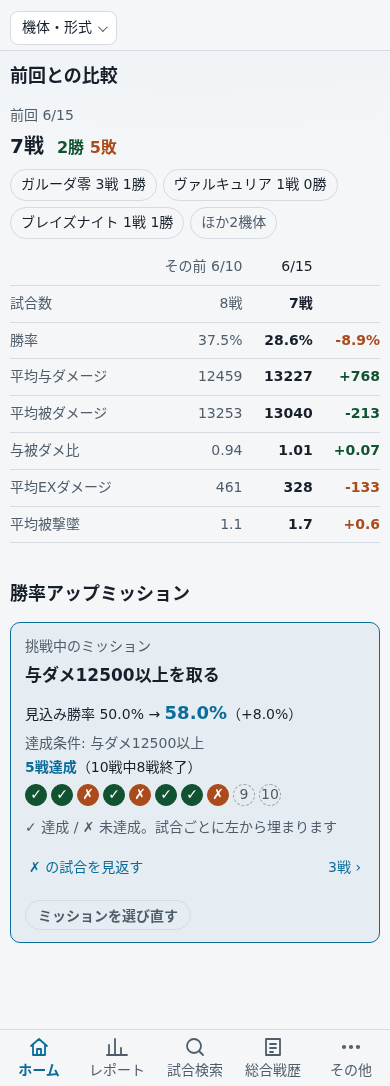 機体・形式
前回との比較
前回 6/15
7戦 2勝 5敗
ガルーダ零 3戦 1勝 ヴァルキュリア 1戦 0勝
ブレイズナイト 1戦 1勝 ほか2機体
その前 6/10 6/15
試合数 8戦 7戦
勝率 37.5% 28.6% -8.9%
平均与ダメージ 12459 13227 +768
平均被ダメージ 13253 13040 -213
与被ダメ比 0.94 1.01 +0.07
平均EXダメージ 461 328 -133
平均被撃墜 1.1 1.7 +0.6
勝率アップミッション
挑戦中のミッション
与ダメ12500以上を取る
見込み勝率 50.0% → 58.0%（+8.0%）
達成条件: 与ダメ12500以上
5戦達成（10戦中8戦終了）
✓ ✓ ✗ ✓ ✗ ✓ ✓ ✗ 9 10
✓ 達成 / ✗ 未達成。試合ごとに左から埋まります
✗ の試合を見返す 3戦 ›
ミッションを選び直す
ホーム レポート 試合検索 総合戦歴 その他